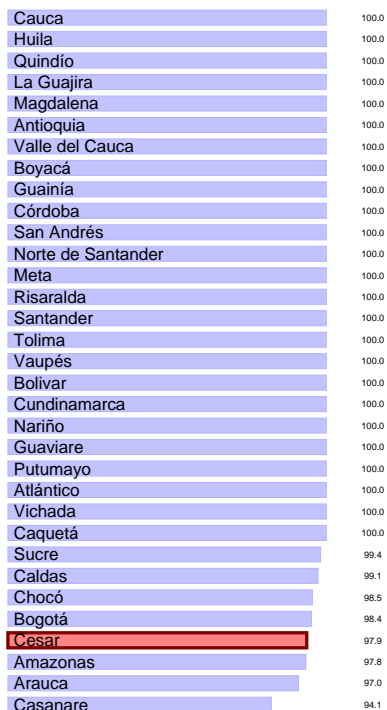 Cauca 100.0
Huila 100.0
Quindío 100.0
La Guajira 100.0
Magdalena 100.0
Antioquia 100.0
Valle del Cauca 100.0
Boyacá 100.0
Guainía 100.0
Córdoba 100.0
San Andrés 100.0
Norte de Santander 100.0
Meta 100.0
Risaralda 100.0
Santander 100.0
Tolima 100.0
Vaupés 100.0
Bolivar 100.0
Cundinamarca 100.0
Nariño 100.0
Guaviare 100.0
Putumayo 100.0
Atlántico 100.0
Vichada 100.0
Caquetá 100.0
Sucre 99.4
Caldas 99.1
Chocó 98.5
Bogotá 98.4
Cesar 97.9
Amazonas 97.8
Arauca 97.0
Casanare 94.1